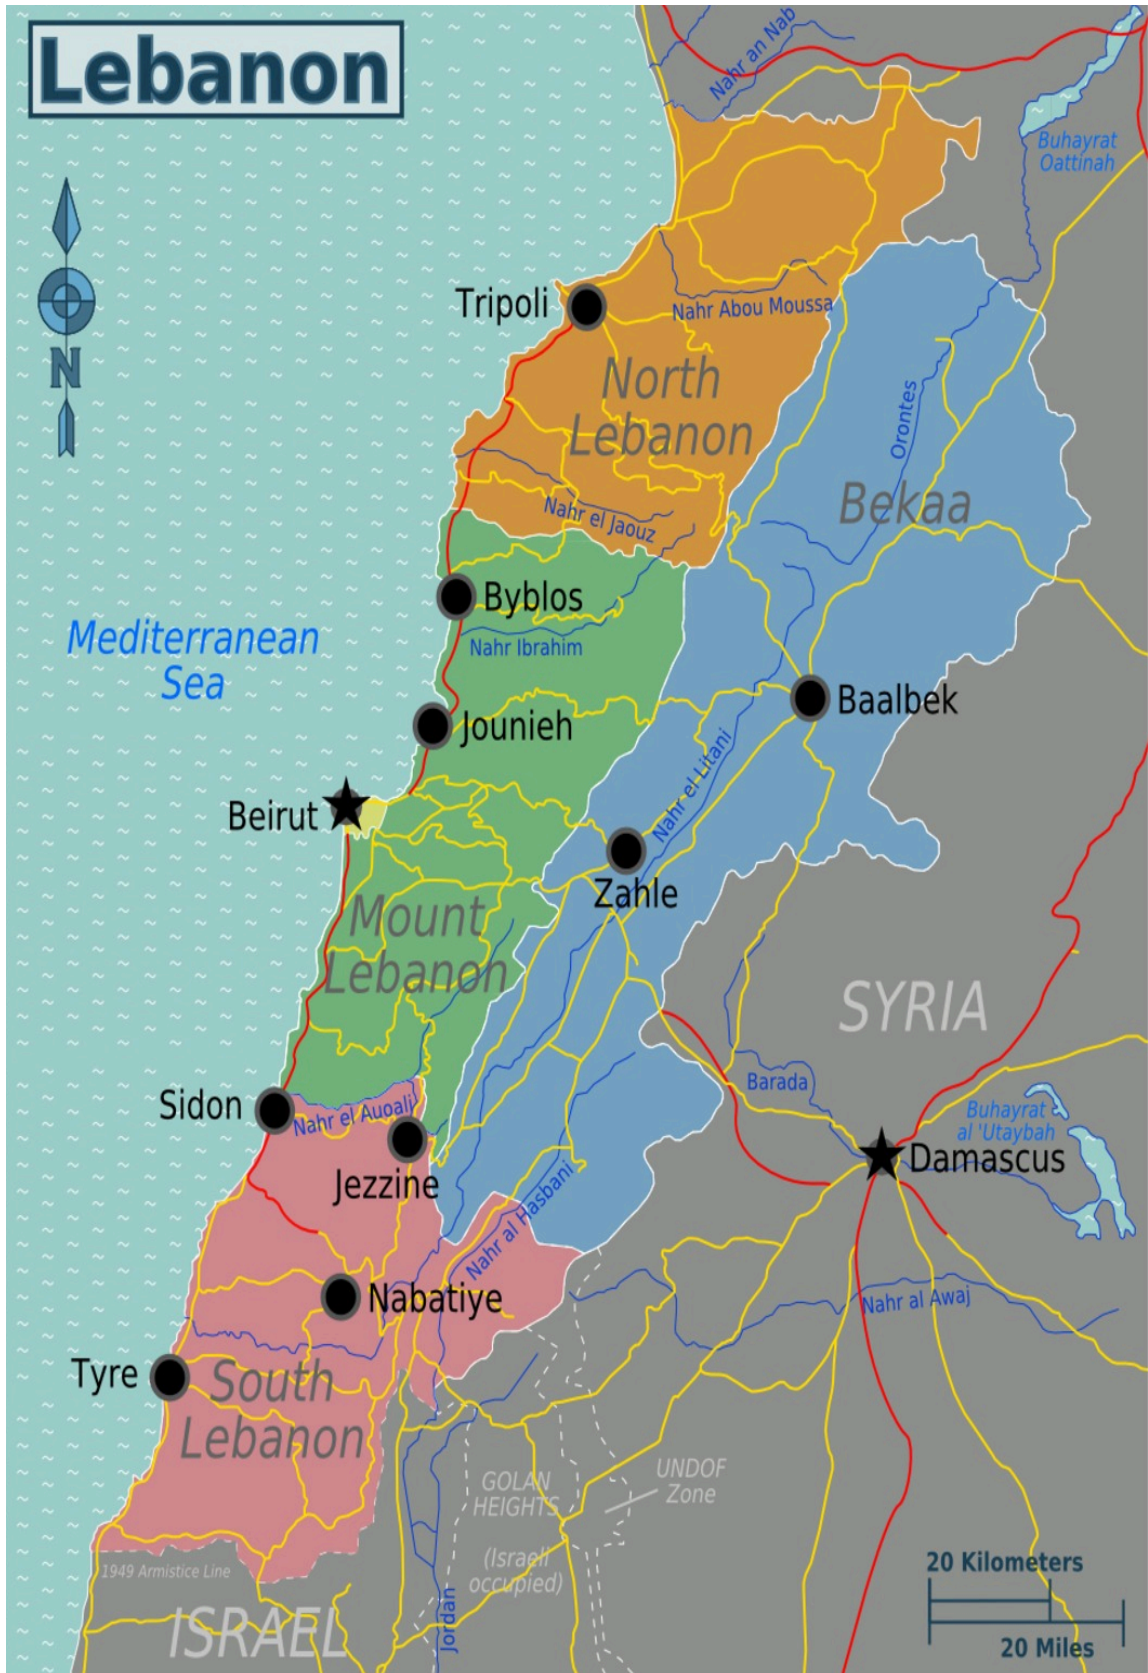 Lebanon
Nahr an Nab
Buhayrat
Qattinah
N
Tripoli
Nahr Abou Moussa
North
Lebanon
Orontes
Bekaa
Nahr el Jaouz
Byblos
Mediterranean
Sea
Nahr Ibrahim
Baalbek
Jounieh
Nahr el Litani
Beirut
Zahle
Mount
Lebanon
SYRIA
Barada
Sidon
Nahr el Auoali
Buhayrat
al 'Utaybah
Damascus
Jezzine
Nahr al Hasbani
Nabatiye
Nahr al Awaj
Tyre
South
Lebanon
GOLAN
HEIGHTS
UNDOF
Zone
(Israeli
occupied)
1949 Armistice Line
ISRAEL
Jordan
20 Kilometers
20 Miles